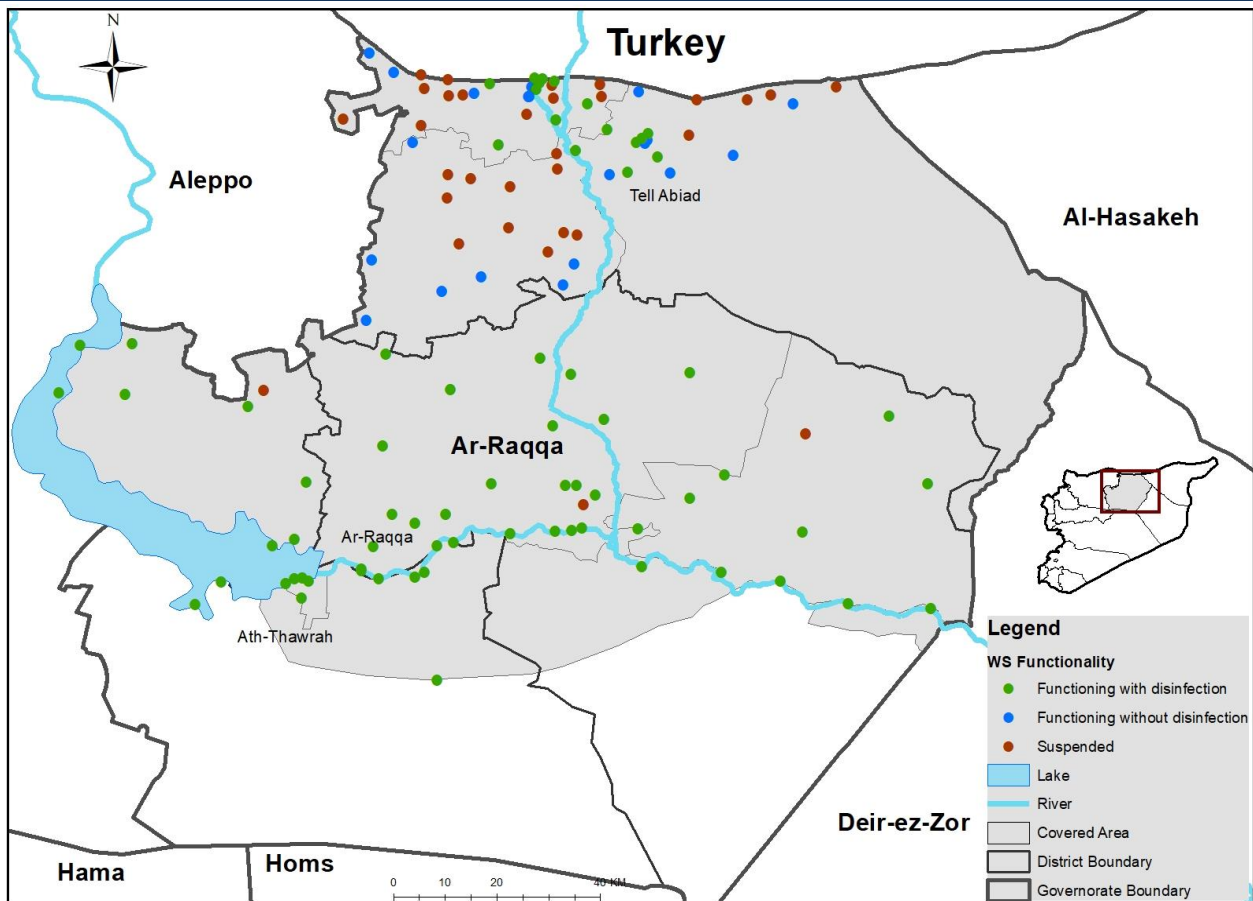 N
Turkey
Aleppo
Al-Hasakeh
Tell Abiad
Ar-Raqqa
Ar-Raqqa
Ath-Thawrah
Deir-ez-Zor
Hama
Homs
0 10 20 40 KM
Legend
WS Functionality
Functioning with disinfection
Functioning without disinfection
Suspended
Lake
River
Covered Area
District Boundary
Governorate Boundary